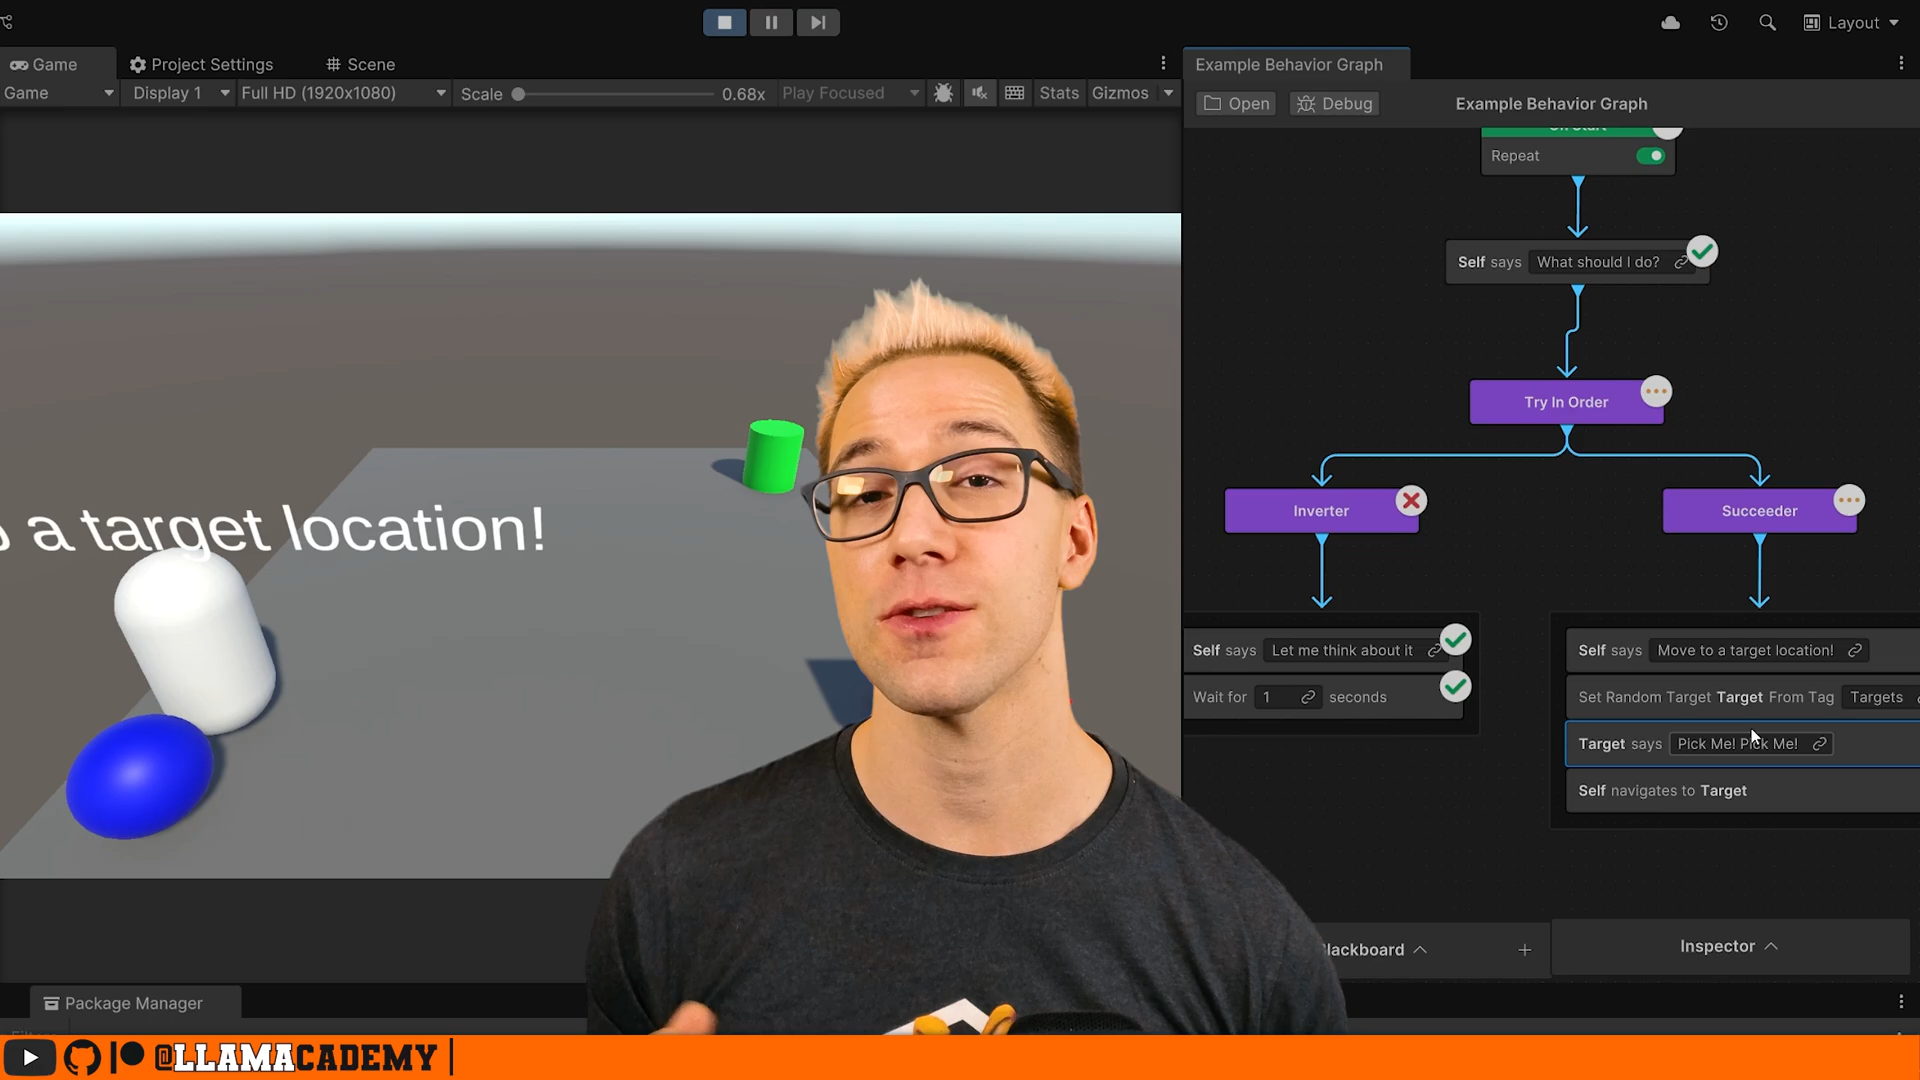 Layout
Game
Project Settings
Scene
Example Behavior Graph
Game
Display 1
Full HD (1920x1080)
Scale
0.68x
Play Focused
Stats
Gizmos
Open
Debug
Example Behavior Graph
On Start
Repeat
Self says What should I do?
Try In Order
Inverter
Succeeder
a target location!
Self says Let me think about it
Wait for 1 seconds
Self says Move to a target location!
Set Random Target Target From Tag Targets
Target says Pick Me! Pick Me!
Self navigates to Target
lackboard
Inspector
Package Manager
@LLAMACADEMY